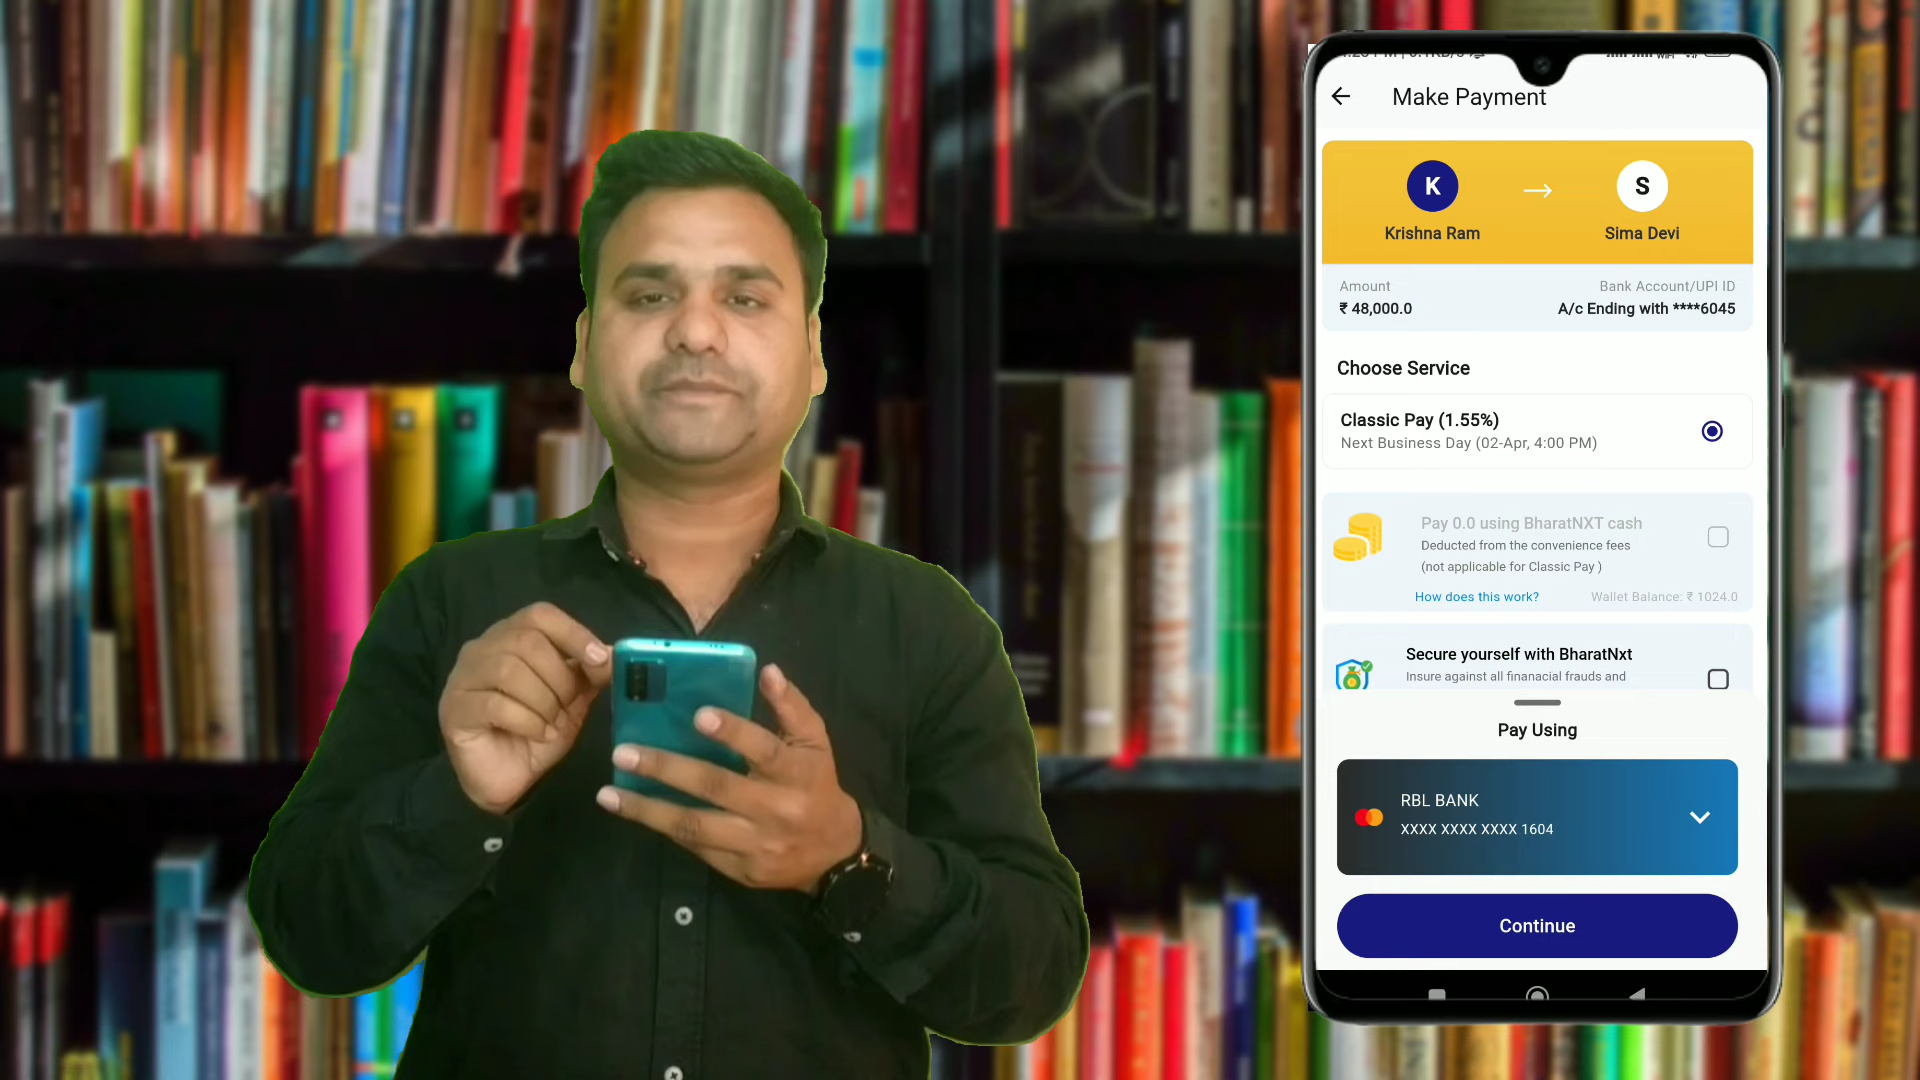 Make Payment
K
S
Krishna Ram
Sima Devi
Amount
Bank Account/UPI ID
₹ 48,000.0
A/c Ending with ****6045
Choose Service
Classic Pay (1.55%)
Next Business Day (02-Apr, 4:00 PM)
Pay 0.0 using BharatNXT cash
Deducted from the convenience fees
(not applicable for Classic Pay )
How does this work?
Wallet Balance: ₹ 1024.0
Secure yourself with BharatNxt
Insure against all finanacial frauds and
Pay Using
RBL BANK
XXXX XXXX XXXX 1604
Continue